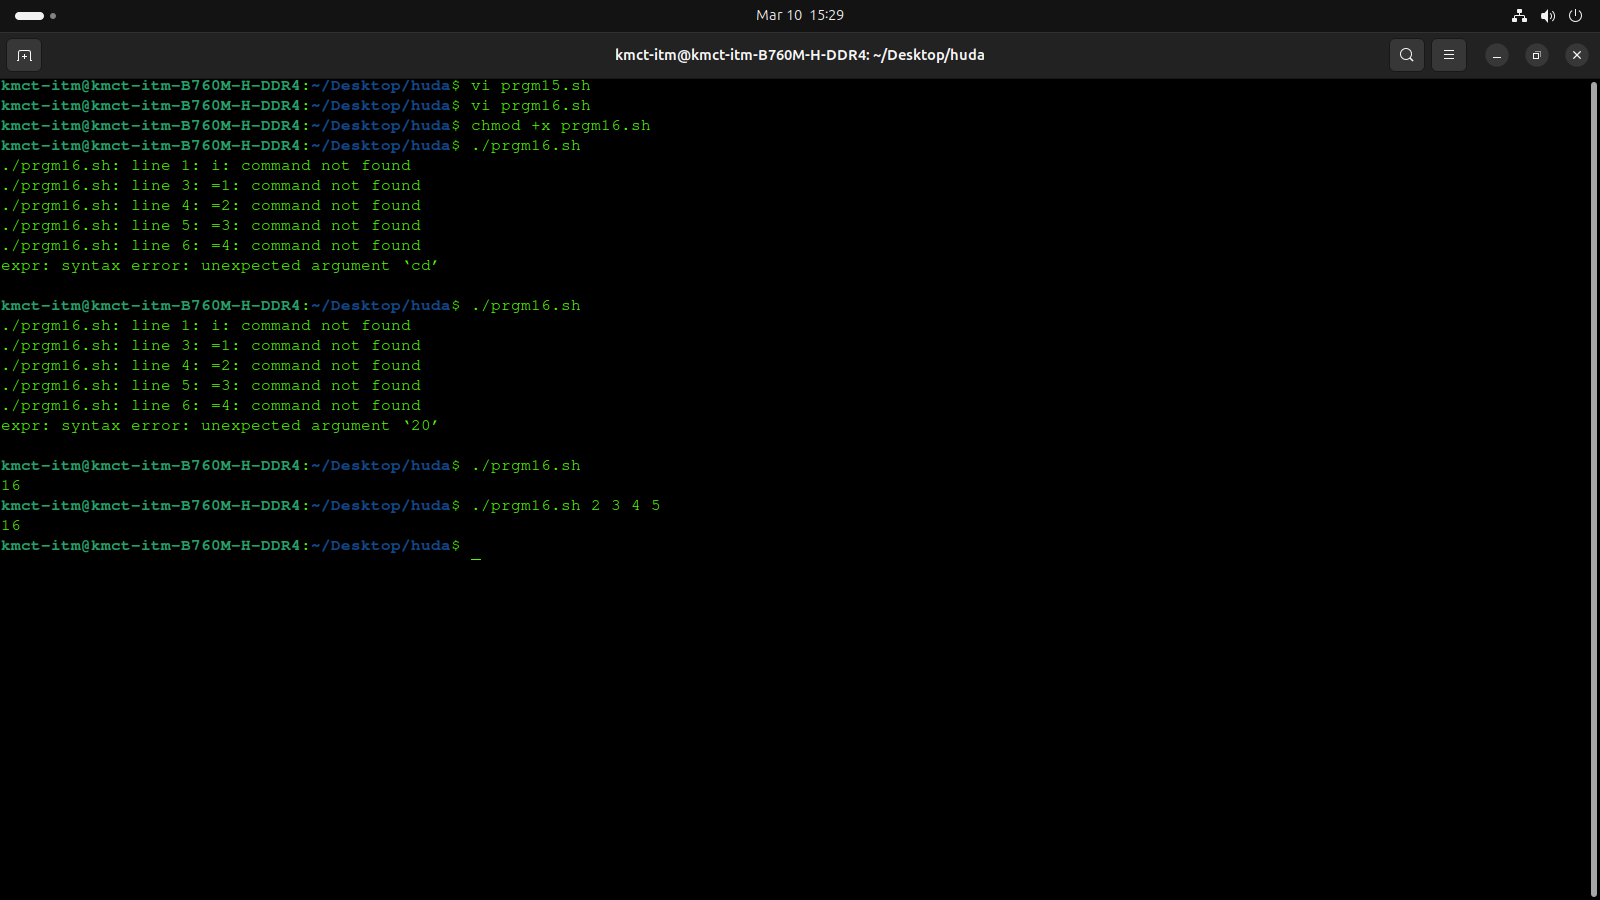 Mar 10 15:29
kmct-itm@kmct-itm-B760M-H-DDR4: ~/Desktop/huda
kmct-itm@kmct-itm-B760M-H-DDR4:~/Desktop/huda$ vi prgm15.sh
kmct-itm@kmct-itm-B760M-H-DDR4:~/Desktop/huda$ vi prgm16.sh
kmct-itm@kmct-itm-B760M-H-DDR4:~/Desktop/huda$ chmod +x prgm16.sh
kmct-itm@kmct-itm-B760M-H-DDR4:~/Desktop/huda$ ./prgm16.sh
./prgm16.sh: line 1: i: command not found
./prgm16.sh: line 3: =1: command not found
./prgm16.sh: line 4: =2: command not found
./prgm16.sh: line 5: =3: command not found
./prgm16.sh: line 6: =4: command not found
expr: syntax error: unexpected argument ‘cd’
kmct-itm@kmct-itm-B760M-H-DDR4:~/Desktop/huda$ ./prgm16.sh
./prgm16.sh: line 1: i: command not found
./prgm16.sh: line 3: =1: command not found
./prgm16.sh: line 4: =2: command not found
./prgm16.sh: line 5: =3: command not found
./prgm16.sh: line 6: =4: command not found
expr: syntax error: unexpected argument ‘20’
kmct-itm@kmct-itm-B760M-H-DDR4:~/Desktop/huda$ ./prgm16.sh
16
kmct-itm@kmct-itm-B760M-H-DDR4:~/Desktop/huda$ ./prgm16.sh 2 3 4 5
16
kmct-itm@kmct-itm-B760M-H-DDR4:~/Desktop/huda$ _